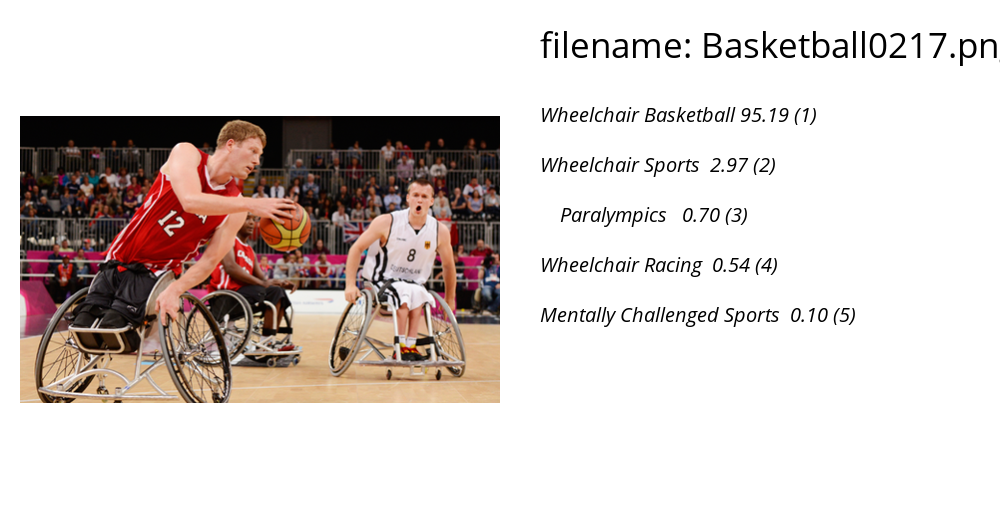 filename: Basketball0217.pn
Wheelchair Basketball 95.19 (1)
Wheelchair Sports 2.97 (2)
Paralympics 0.70 (3)
Wheelchair Racing 0.54 (4)
Mentally Challenged Sports 0.10 (5)
12
8
DEUTSCHLAND